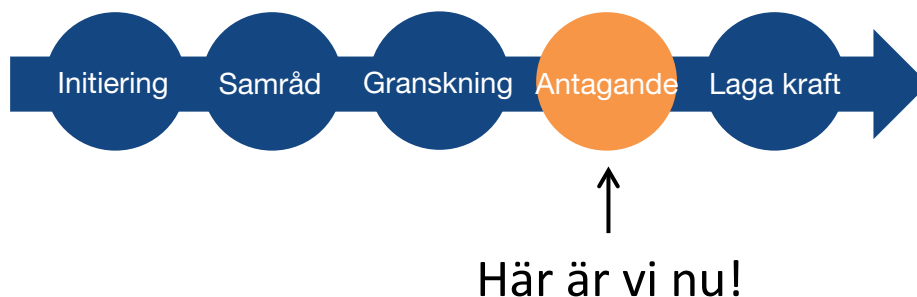 Initiering Samråd Granskning Antagande Laga kraft
Här är vi nu!